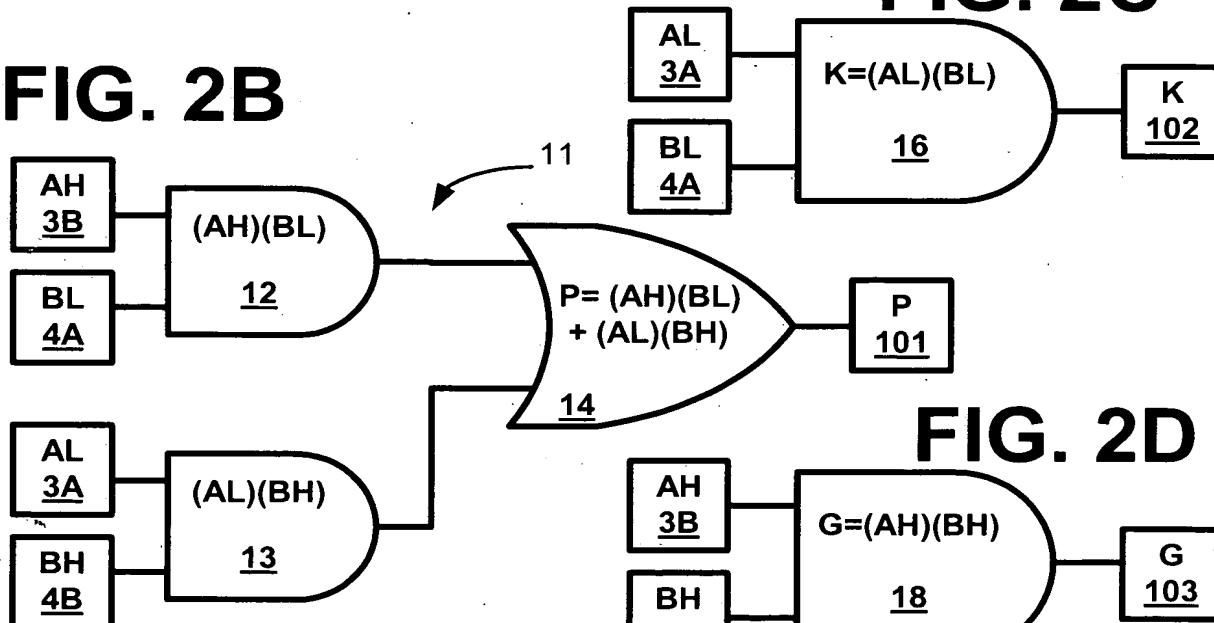 FIG. 2B
AH
3B
BL
4A
(AH)(BL)
12
11
AL
3A
BH
4B
(AL)(BH)
13
P= (AH)(BL)
+ (AL)(BH)
14
P
101
AL
3A
BL
4A
K=(AL)(BL)
16
K
102
FIG. 2D
AH
3B
BH
G=(AH)(BH)
18
G
103